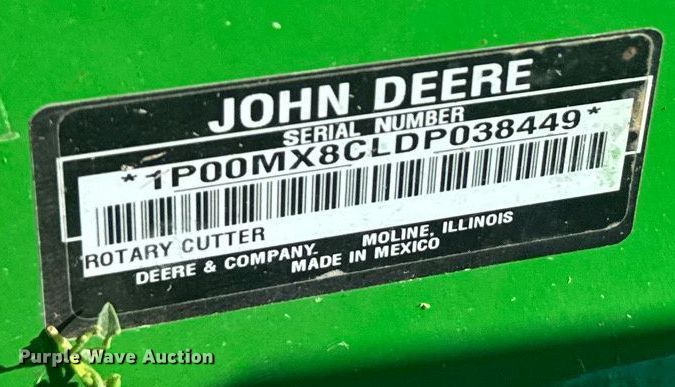 JOHN DEERE
SERIAL NUMBER
*1P00MX8CLDP038449*
ROTARY CUTTER
DEERE & COMPANY MOLINE, ILLINOIS
MADE IN MEXICO
Purple Wave Auction